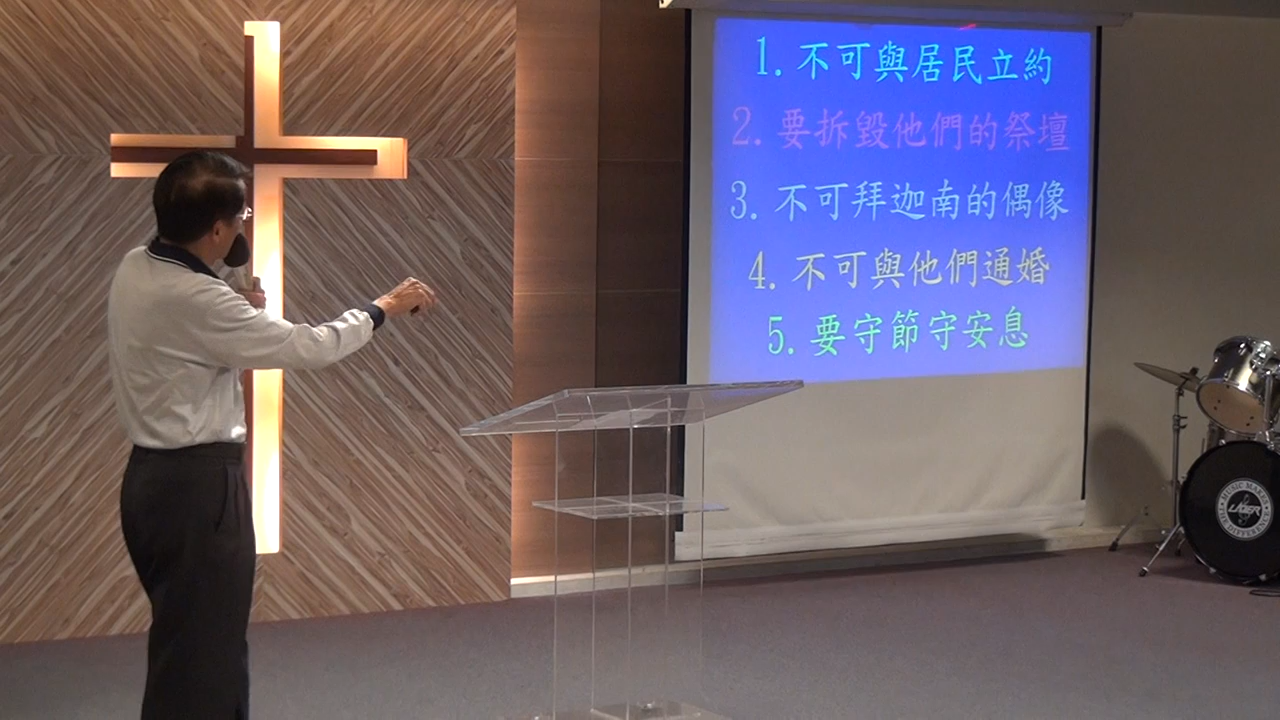 1. 不可與居民立約
2. 要拆毀他們的祭壇
3. 不可拜迦南的偶像
4. 不可與他們通婚
5. 要守節守安息
MUSIC MAKES